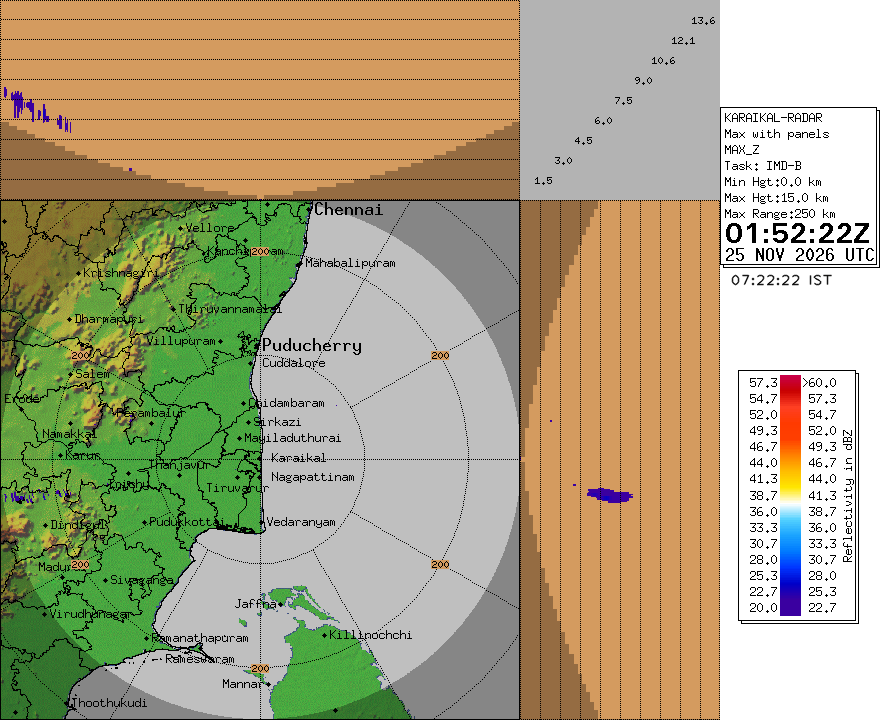 13.6
12.1
10.6
9.0
7.5
6.0
4.5
3.0
1.5
KARAIKAL-RADAR
Max with panels
MAX_Z
Task: IMD-B
Min Hgt:0.0 km
Max Hgt:15.0 km
Max Range:250 km
01:52:22Z
25 NOV 2026 UTC
07:22:22 IST
Chennai
Vellore
200
Mahabalipuram
Krishnagiri
Thiruvannamalai
Dharmapuri
Villupuram
Puducherry
200
200
Cuddalore
Salem
Erode
Chidambaram
Perambalur
Sirkazi
Namakkal
Mayiladuthurai
Karur
Karaikal
Thanjavur
Nagapattinam
Tiruvarur
Dindigul
Pudukkottai
Vedaranyam
200
200
Sivaganga
Jaffna
Virudhunagar
Killinochchi
Ramanathapuram
Rameswaram
200
Mannar
Thoothukudi
57.3 >60.0
54.7 57.3
52.0 54.7
49.3 52.0
46.7 49.3
44.0 46.7
41.3 44.0
38.7 41.3
36.0 38.7
33.3 36.0
30.7 33.3
28.0 30.7
25.3 28.0
22.7 25.3
20.0 22.7
Reflectivity in dBZ